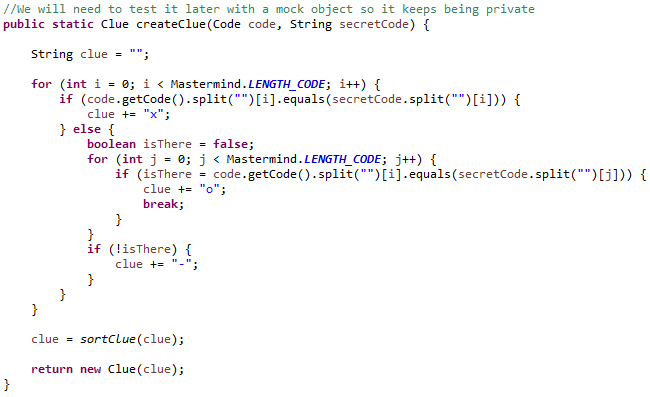 //We will need to test it later with a mock object so it keeps being private
public static Clue createClue(Code code, String secretCode) {
    String clue = "";
    for (int i = 0; i < Mastermind.LENGTH_CODE; i++) {
        if (code.getCode().split("")[i].equals(secretCode.split("")[i])) {
            clue += "x";
        } else {
            boolean isThere = false;
            for (int j = 0; j < Mastermind.LENGTH_CODE; j++) {
                if (isThere = code.getCode().split("")[i].equals(secretCode.split("")[j])) {
                    clue += "o";
                    break;
                }
            }
            if (!isThere) {
                clue += "-";
            }
        }
    }
    clue = sortClue(clue);
    return new Clue(clue);
}